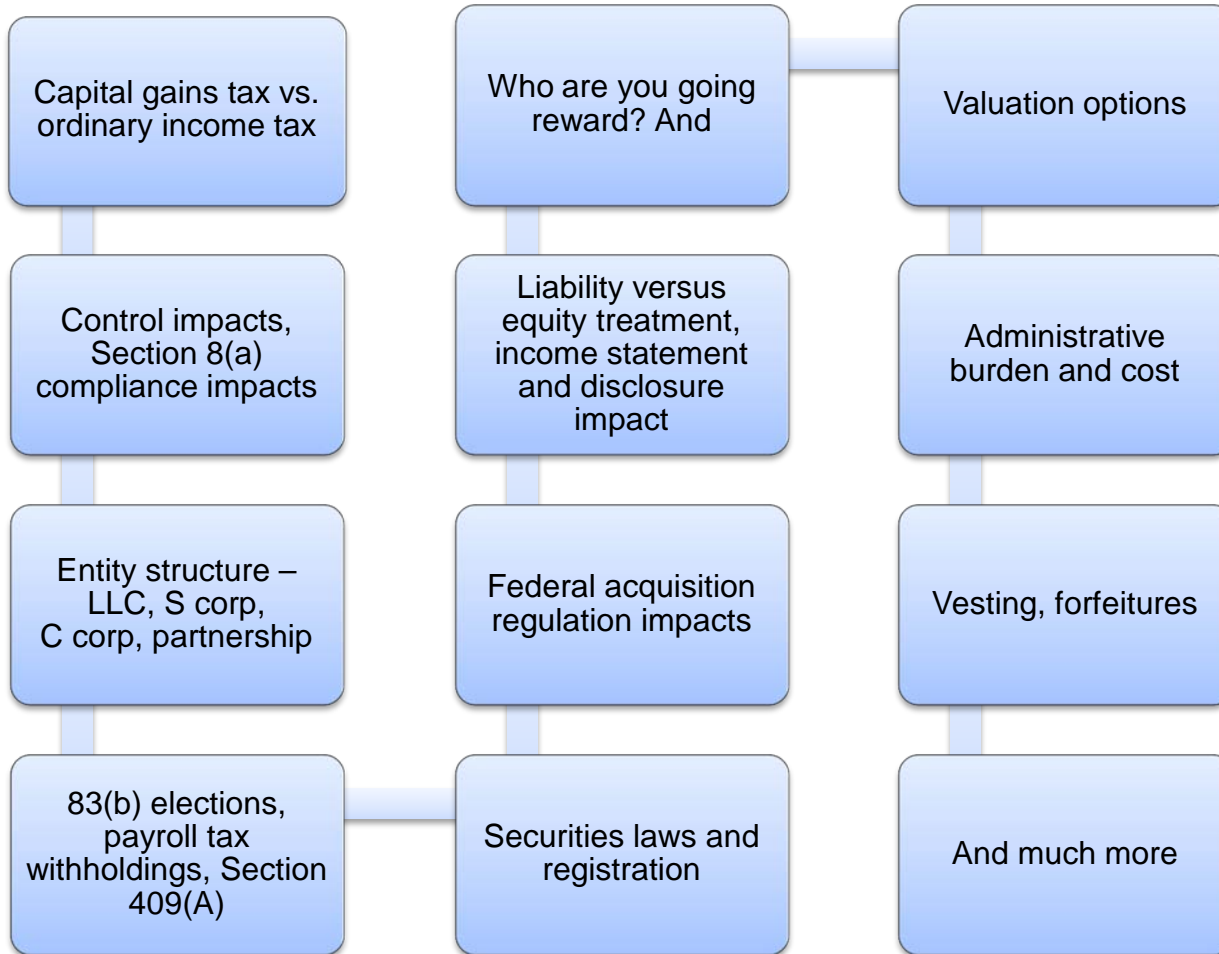 Capital gains tax vs.
ordinary income tax
Control impacts,
Section 8(a)
compliance impacts
Entity structure –
LLC, S corp,
C corp, partnership
83(b) elections,
payroll tax
withholdings, Section
409(A)
Securities laws and
registration
Federal acquisition
regulation impacts
Liability versus
equity treatment,
income statement
and disclosure
impact
Who are you going
reward? And
Valuation options
Administrative
burden and cost
Vesting, forfeitures
And much more